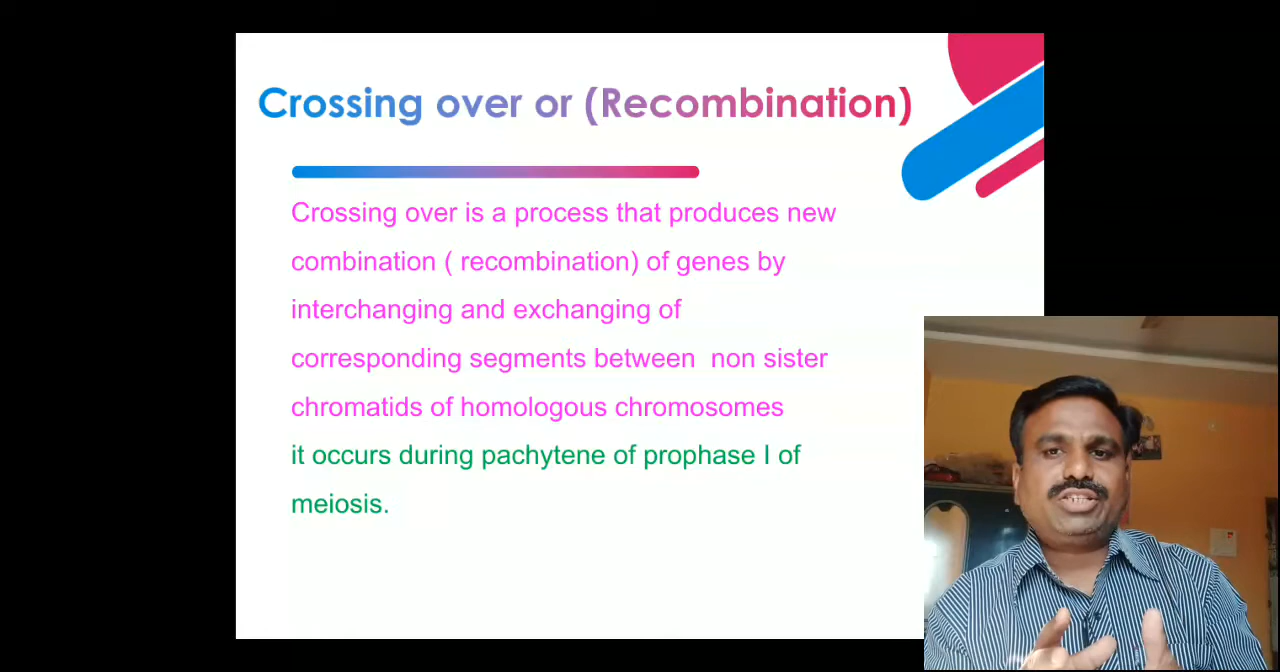 Crossing over or (Recombination)
Crossing over is a process that produces new
combination ( recombination) of genes by
interchanging and exchanging of
corresponding segments between  non sister
chromatids of homologous chromosomes
it occurs during pachytene of prophase I of
meiosis.